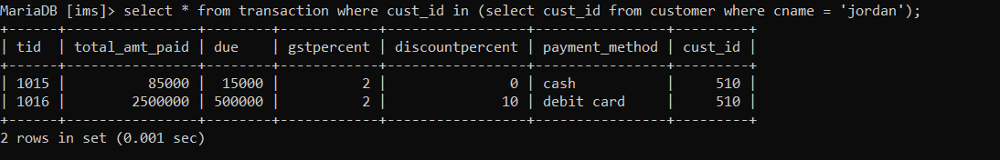 MariaDB [ims]> select * from transaction where cust_id in (select cust_id from customer where cname = 'jordan');
+------+----------------+--------+------------+-----------------+----------------+---------+
| tid  | total_amt_paid | due    | gstpercent | discountpercent | payment_method | cust_id |
+------+----------------+--------+------------+-----------------+----------------+---------+
| 1015 |          85000 |  15000 |          2 |               0 | cash           |     510 |
| 1016 |        2500000 | 500000 |          2 |              10 | debit card     |     510 |
+------+----------------+--------+------------+-----------------+----------------+---------+
2 rows in set (0.001 sec)